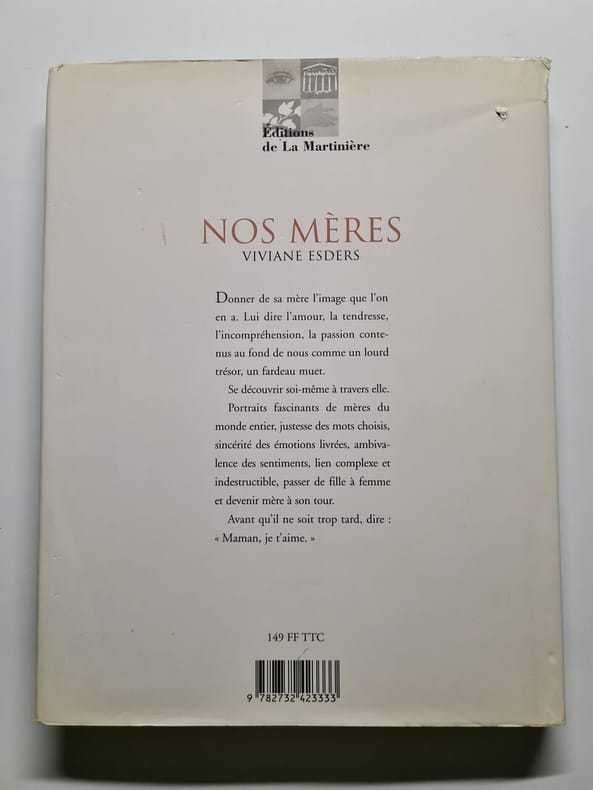 Éditions
de La Martinière
NOS MÈRES
VIVIANE ESDERS
Donner de sa mère l'image que l'on
en a. Lui dire l'amour, la tendresse,
l'incompréhension, la passion conte-
nus au fond de nous comme un lourd
trésor, un fardeau muet.
Se découvrir soi-même à travers elle.
Portraits fascinants de mères du
monde entier, justesse des mots choisis,
sincérité des émotions livrées, ambiva-
lence des sentiments, lien complexe et
indestructible, passer de fille à femme
et devenir mère à son tour.
Avant qu'il ne soit trop tard, dire :
« Maman, je t'aime. »
149 FF TTC
9 782732 423333